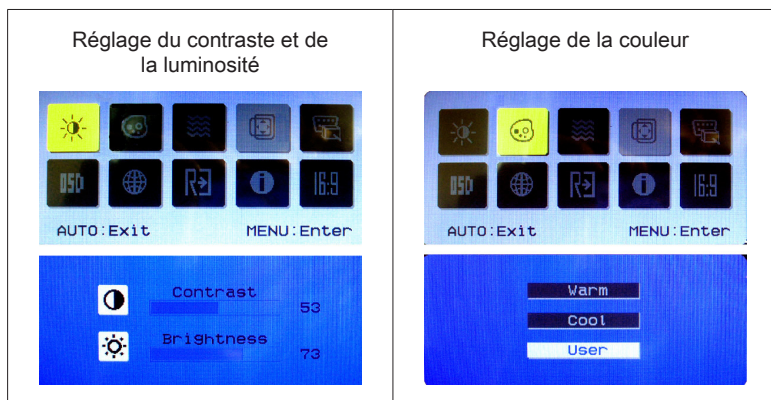 Réglage du contraste et de
la luminosité
OSD
R
i
16:9
AUTO:Exit MENU:Enter
Contrast
53
Brightness
73
Réglage de la couleur
OSD
R
i
16:9
AUTO:Exit MENU:Enter
Warm
Cool
User